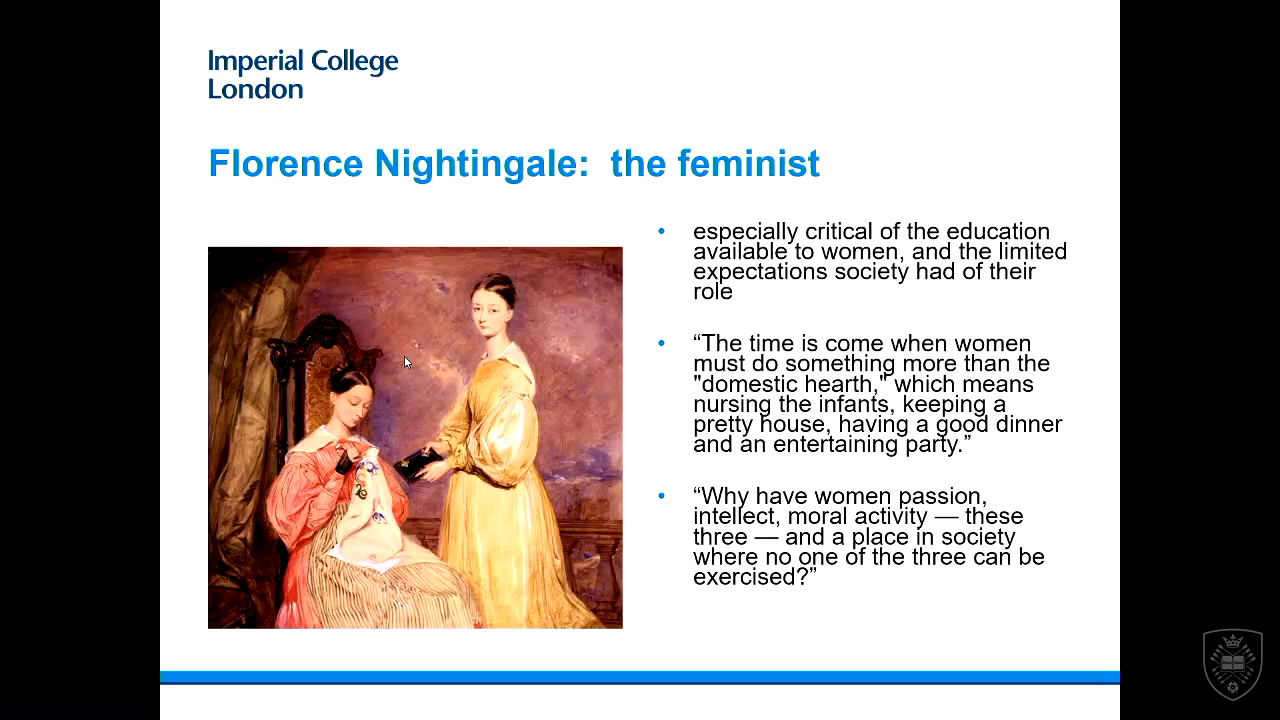 Imperial College
London
Florence Nightingale:  the feminist
• especially critical of the education
available to women, and the limited
expectations society had of their
role
• “The time is come when women
must do something more than the
"domestic hearth," which means
nursing the infants, keeping a
pretty house, having a good dinner
and an entertaining party.”
• “Why have women passion,
intellect, moral activity — these
three — and a place in society
where no one of the three can be
exercised?”